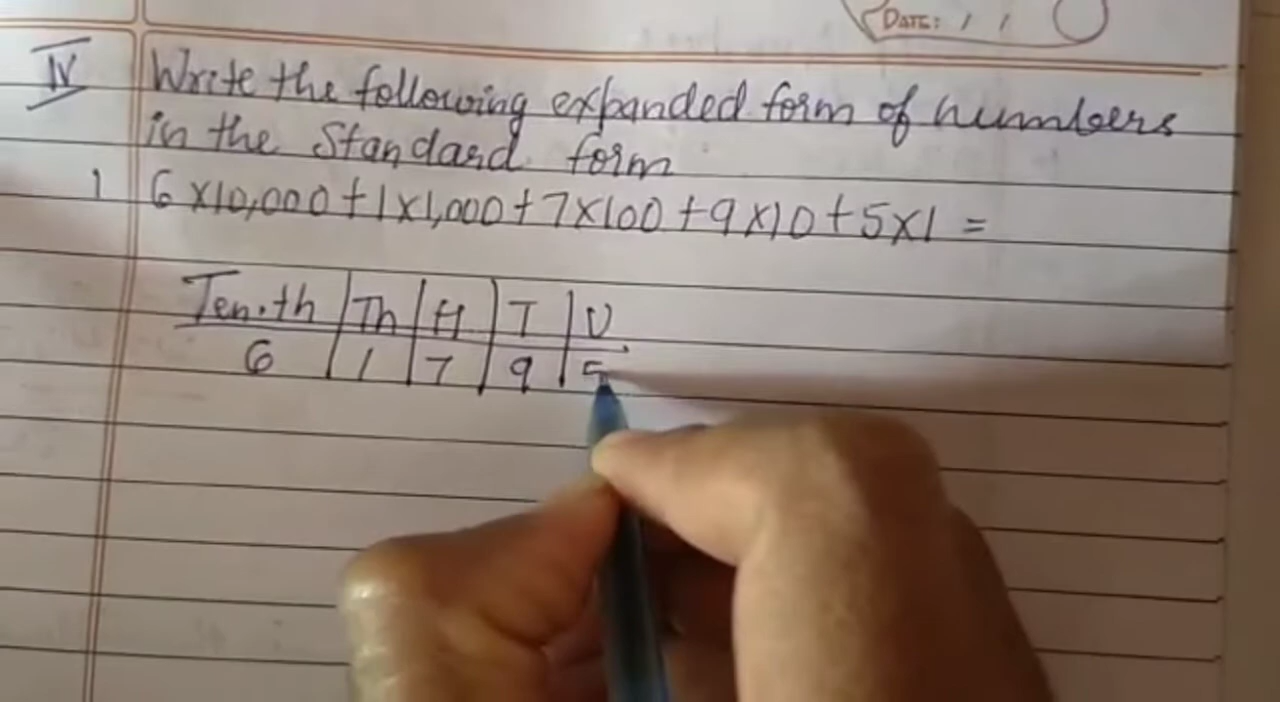 DATE: / /
IV Write the following expanded form of numbers
in the Standard form
1 6 x 10,000 + 1 x 1,000 + 7 x 100 + 9 x 10 + 5 x 1 =
Ten.th | Th | H | T | U
6 | 1 | 7 | 9 | 5